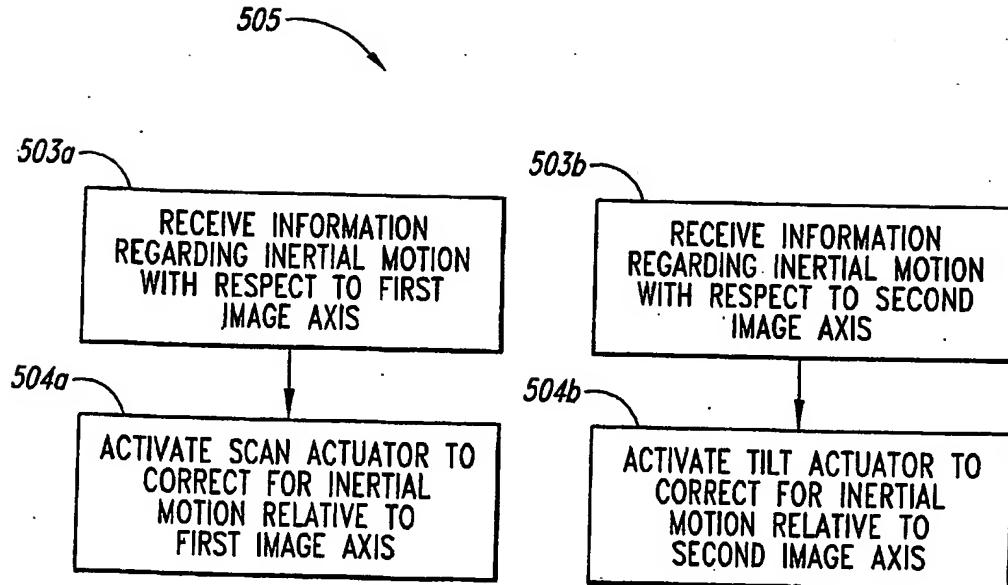 505
503a
RECEIVE INFORMATION
REGARDING INERTIAL MOTION
WITH RESPECT TO FIRST
IMAGE AXIS
504a
ACTIVATE SCAN ACTUATOR TO
CORRECT FOR INERTIAL
MOTION RELATIVE TO
FIRST IMAGE AXIS
503b
RECEIVE INFORMATION
REGARDING INERTIAL MOTION
WITH RESPECT TO SECOND
IMAGE AXIS
504b
ACTIVATE TILT ACTUATOR TO
CORRECT FOR INERTIAL
MOTION RELATIVE TO
SECOND IMAGE AXIS